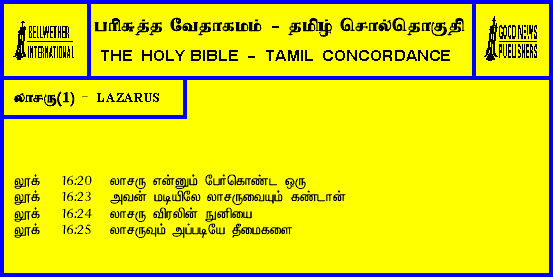 BELLWETHER
INTERNATIONAL
பரிசுத்த வேதாகமம் - தமிழ் சொல்தொகுதி
THE HOLY BIBLE - TAMIL CONCORDANCE
GOOD NEWS
PUBLISHERS
லாசரு(1) - LAZARUS
லூக் 16:20 லாசரு என்னும் பேர்கொண்ட ஒரு
லூக் 16:23 அவன் மடியிலே லாசருவையும் கண்டான்
லூக் 16:24 லாசரு விரலின் நுனியை
லூக் 16:25 லாசருவும் அப்படியே தீமைகளை